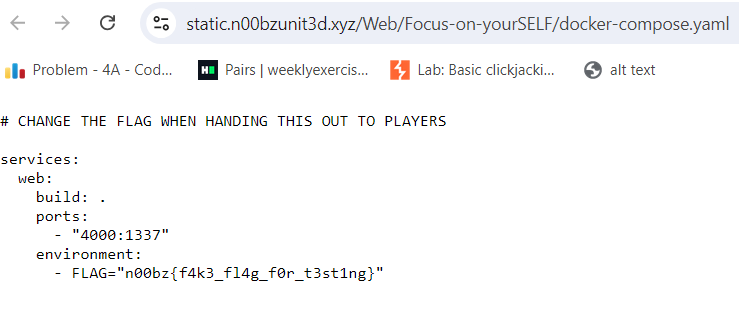 static.n00bzunit3d.xyz/Web/Focus-on-yourSELF/docker-compose.yaml
Problem - 4A - Cod... Pairs | weeklyexercis... Lab: Basic clickjacki... alt text
# CHANGE THE FLAG WHEN HANDING THIS OUT TO PLAYERS
services:
  web:
    build: .
    ports:
      - "4000:1337"
    environment:
      - FLAG="n00bz{f4k3_fl4g_f0r_t3st1ng}"